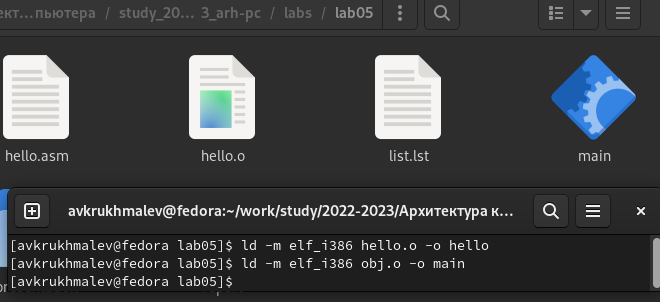 ект…пьютера / study_20… 3_arh-pc / labs / lab05
hello.asm hello.o list.lst main
avkrukhmalev@fedora:~/work/study/2022-2023/Архитектура к…
[avkrukhmalev@fedora lab05]$ ld -m elf_i386 hello.o -o hello
[avkrukhmalev@fedora lab05]$ ld -m elf_i386 obj.o -o main
[avkrukhmalev@fedora lab05]$